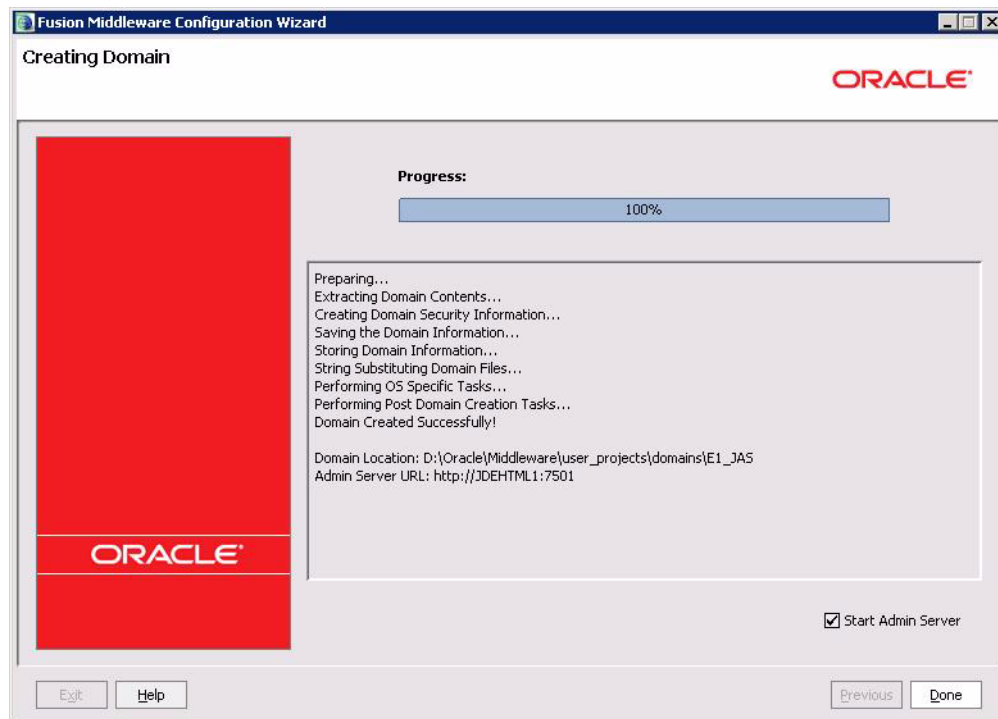 Fusion Middleware Configuration Wizard
Creating Domain
ORACLE
Progress:
100%
Preparing...
Extracting Domain Contents...
Creating Domain Security Information...
Saving the Domain Information...
Storing Domain Information...
String Substituting Domain Files...
Performing OS Specific Tasks...
Performing Post Domain Creation Tasks...
Domain Created Successfully!
Domain Location: D:\Oracle\Middleware\user_projects\domains\E1_JAS
Admin Server URL: http://JDEHTML1:7501
ORACLE
Start Admin Server
Exit Help Previous Done